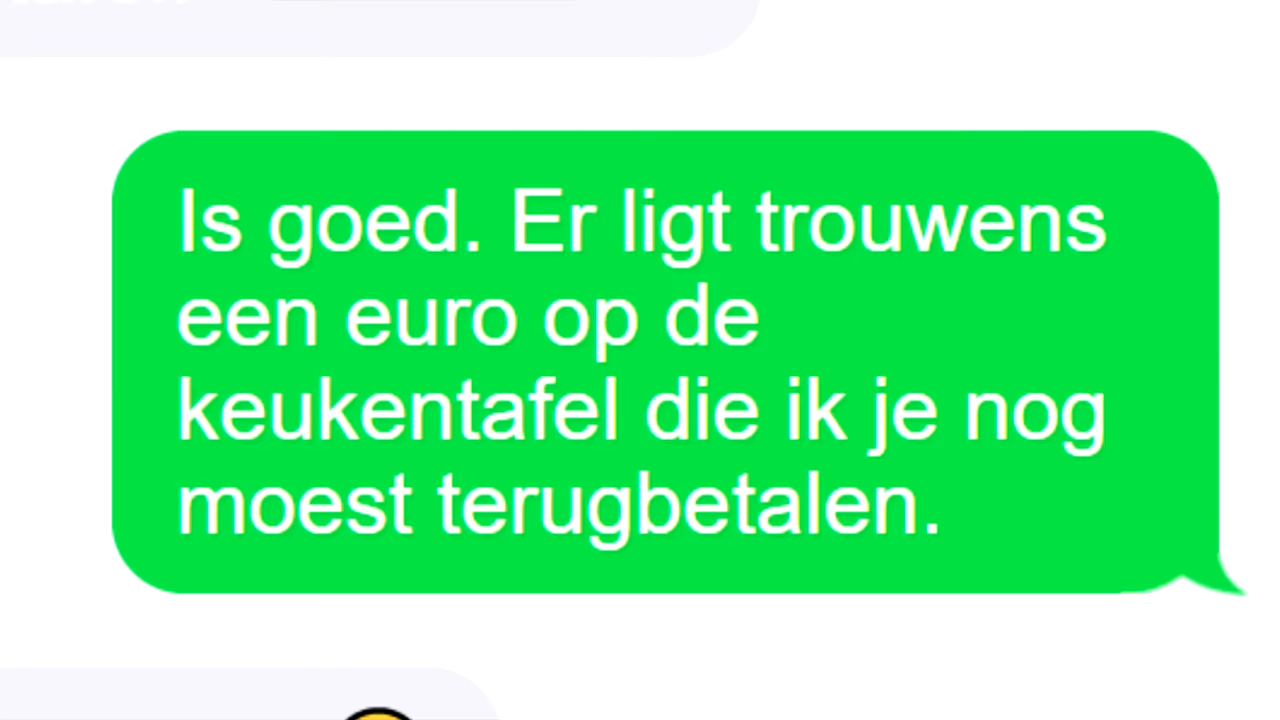 Is goed. Er ligt trouwens
een euro op de
keukentafel die ik je nog
moest terugbetalen.